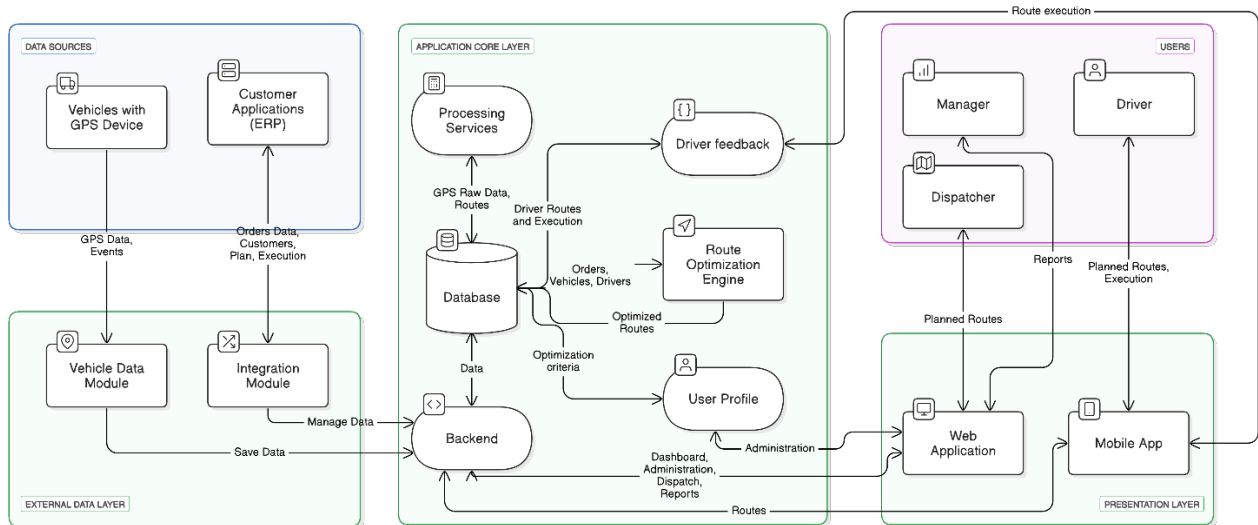 Route execution
DATA SOURCES
Vehicles with
GPS Device
Customer
Applications
(ERP)
GPS Data,
Events
Orders Data,
Customers,
Plan, Execution
EXTERNAL DATA LAYER
Vehicle Data
Module
Integration
Module
Manage Data
Save Data
APPLICATION CORE LAYER
Processing
Services
Driver feedback
GPS Raw Data,
Routes
Driver Routes
and Execution
Database
Orders,
Vehicles, Drivers
Route
Optimization
Engine
Optimized
Routes
Optimization
criteria
Data
User Profile
Backend
Administration
Dashboard,
Administration,
Dispatch,
Reports
Routes
USERS
Manager
Driver
Dispatcher
Reports
Planned Routes,
Execution
Planned Routes
Web
Application
Mobile App
PRESENTATION LAYER